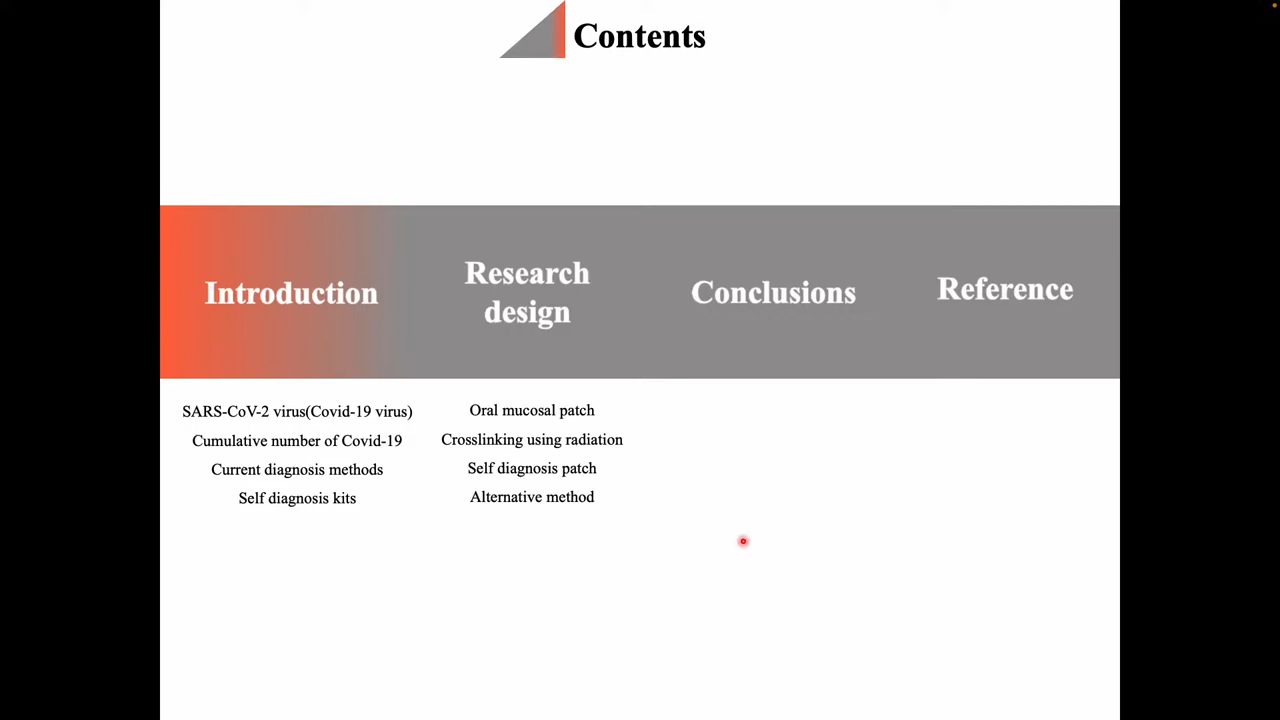 Contents
Introduction
Research
design
Conclusions
Reference
SARS-CoV-2 virus(Covid-19 virus)
Cumulative number of Covid-19
Current diagnosis methods
Self diagnosis kits
Oral mucosal patch
Crosslinking using radiation
Self diagnosis patch
Alternative method